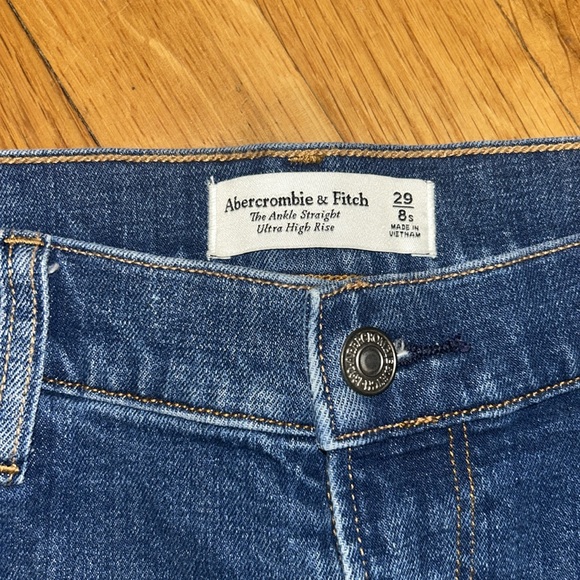 Abercrombie & Fitch
The Ankle Straight
Ultra High Rise
29
8s
MADE IN
VIETNAM